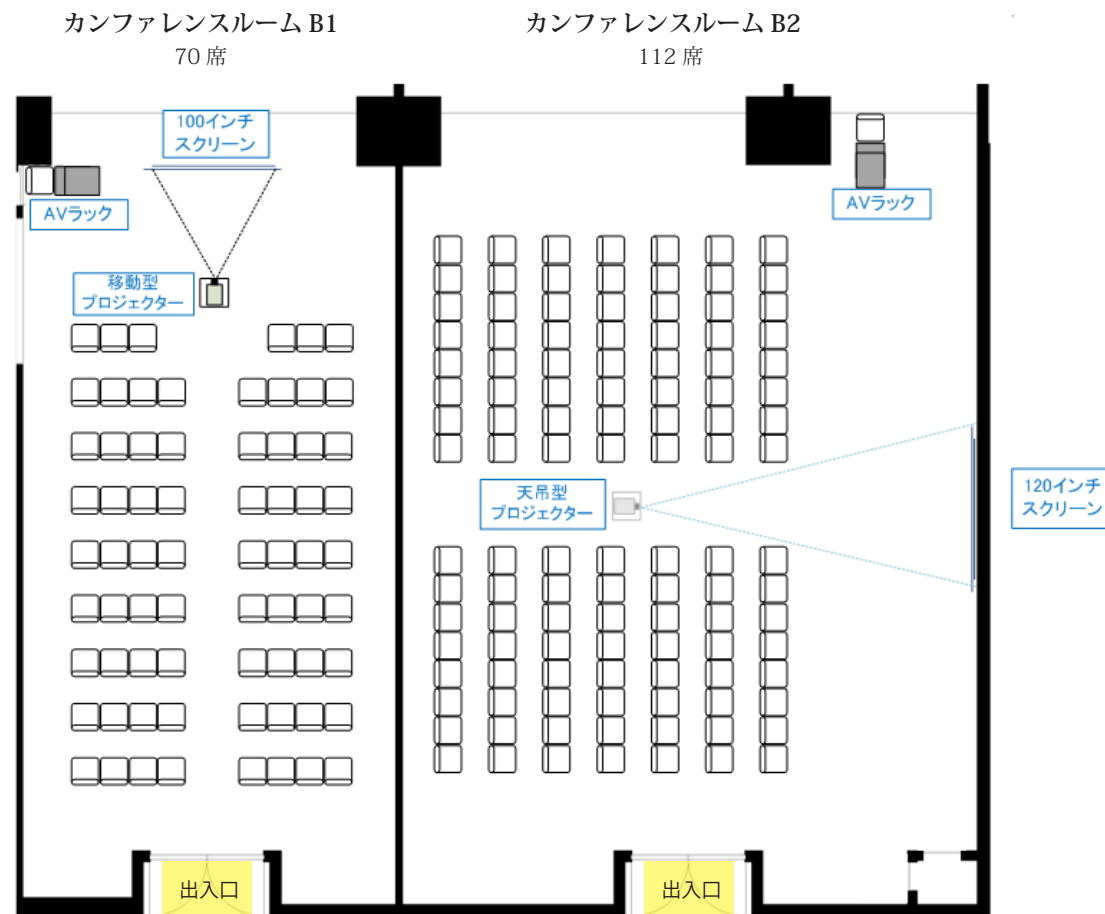 カンファレンスルーム B1
70 席
カンファレンスルーム B2
112 席
100インチ
スクリーン
AVラック
移動型
プロジェクター
AVラック
天吊型
プロジェクター
120インチ
スクリーン
出入口
出入口